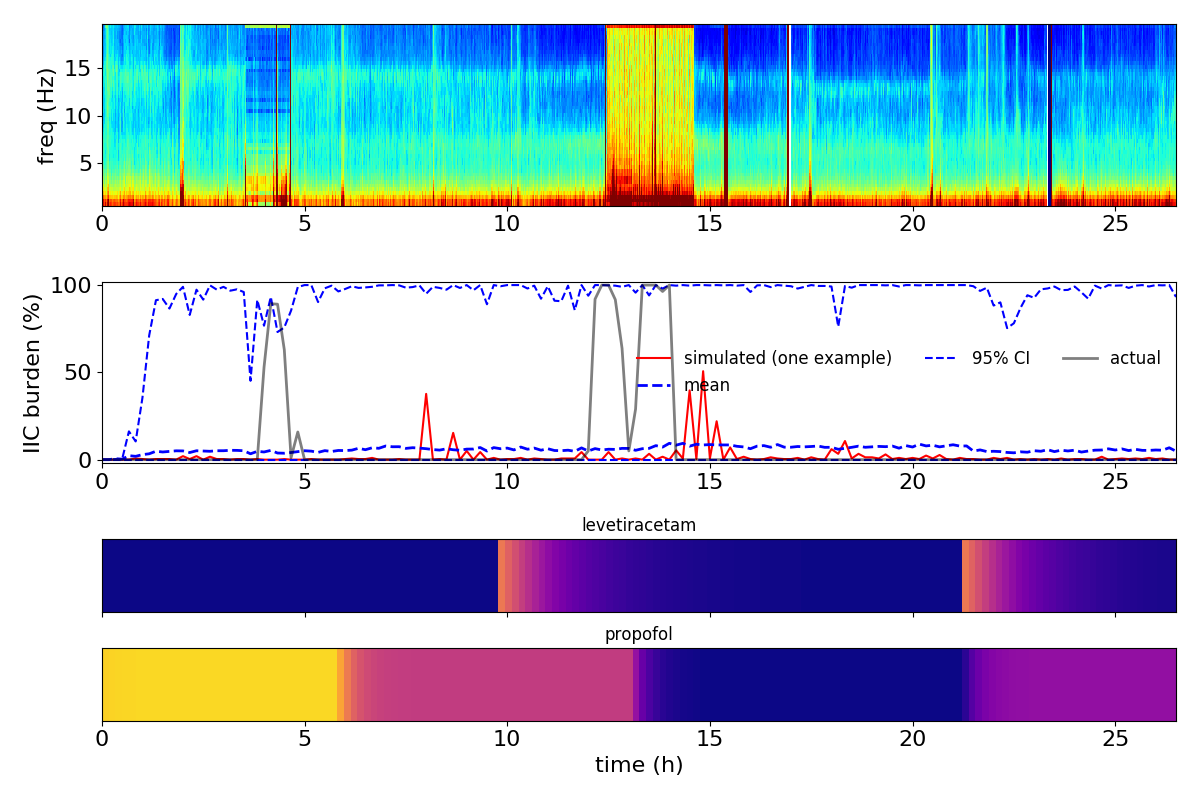 freq (Hz)
15
10
5
0 5 10 15 20 25
IIC burden (%)
100
50
0
simulated (one example) 95% CI actual
mean
0 5 10 15 20 25
levetiracetam
propofol
0 5 10 15 20 25
time (h)